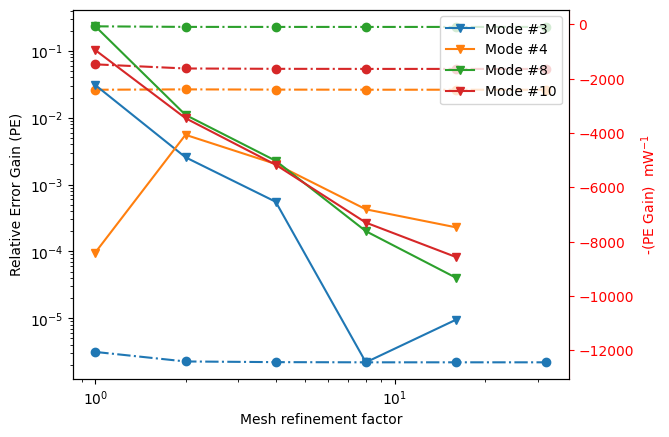 Mode #3
Mode #4
Mode #8
Mode #10
10⁻¹
10⁻²
10⁻³
10⁻⁴
10⁻⁵
Relative Error Gain (PE)
0
−2000
−4000
−6000
−8000
−10000
−12000
-(PE Gain) mW⁻¹
10⁰
10¹
Mesh refinement factor